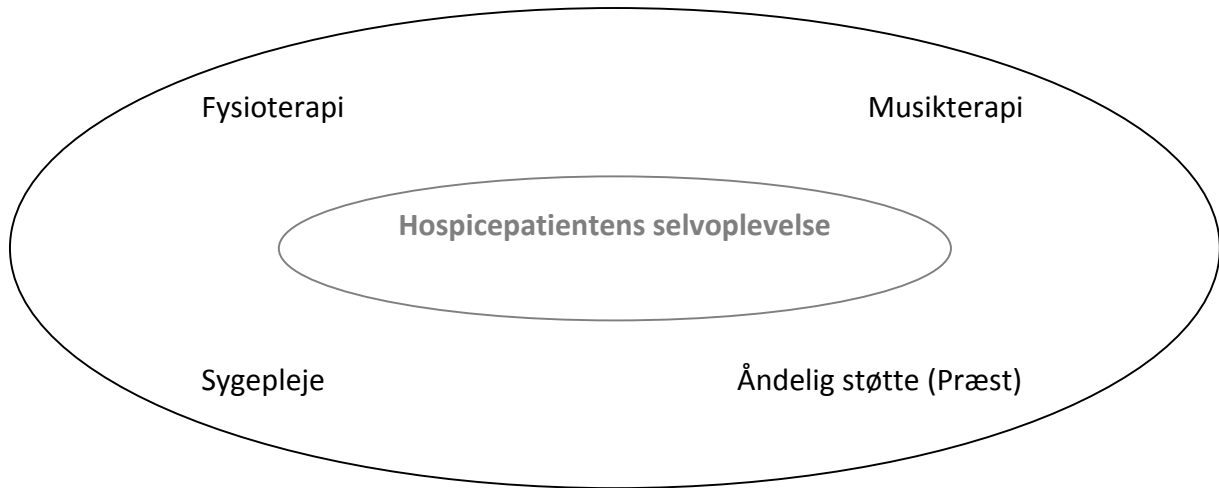 Fysioterapi
Musikterapi
Hospicepatientens selvoplevelse
Sygepleje
Åndelig støtte (Præst)